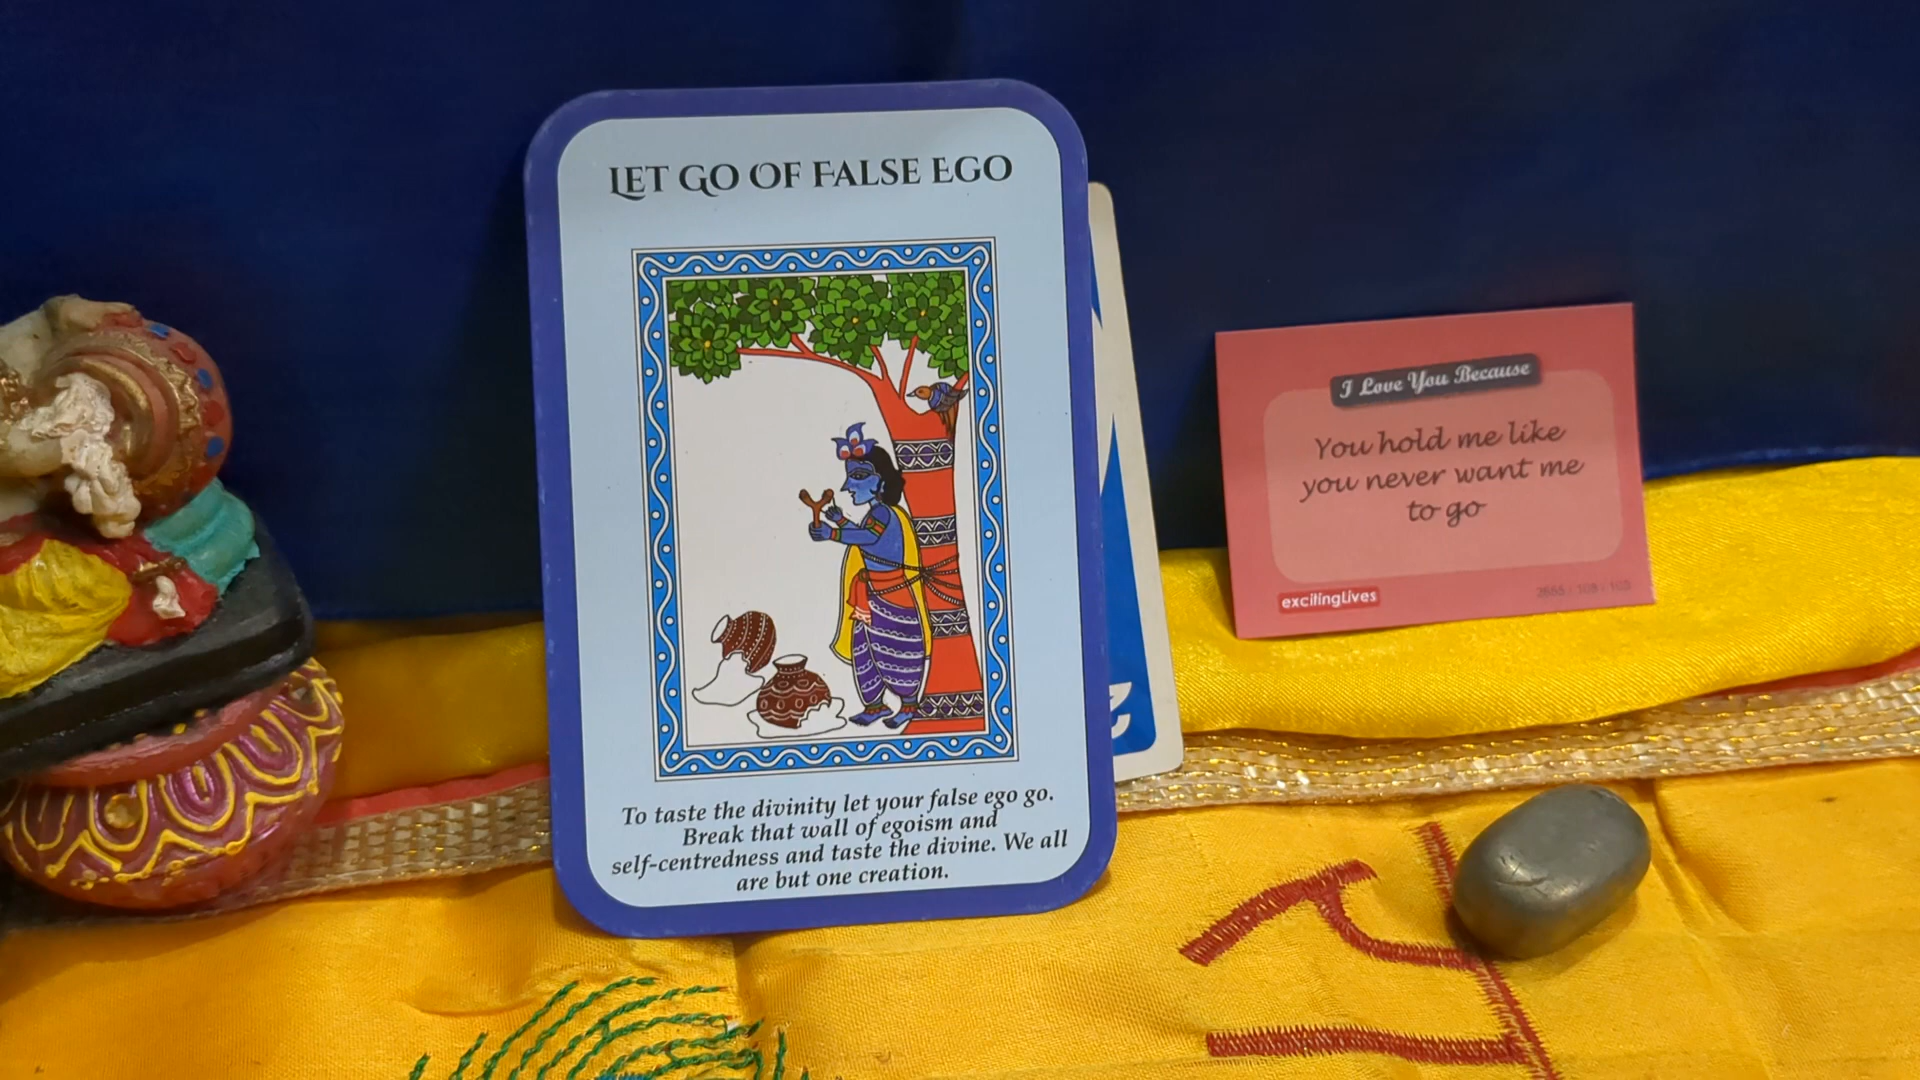 LET GO OF FALSE EGO
To taste the divinity let your false ego go.
Break that wall of egoism and
self-centredness and taste the divine. We all
are but one creation.
I Love You Because
You hold me like
you never want me
to go
excitingLives